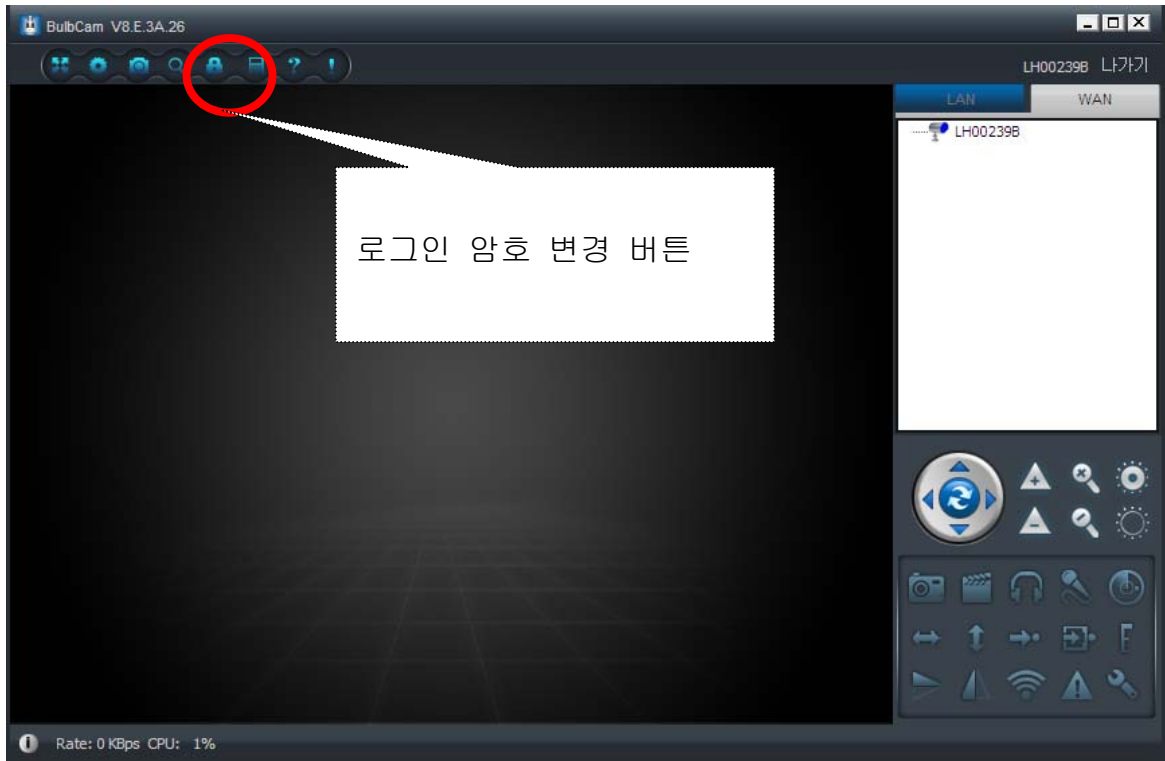 BulbCam V8.E.3A.26
LH00239B 나가기
LAN WAN
LH00239B
로그인 암호 변경 버튼
Rate: 0 KBps CPU: 1%